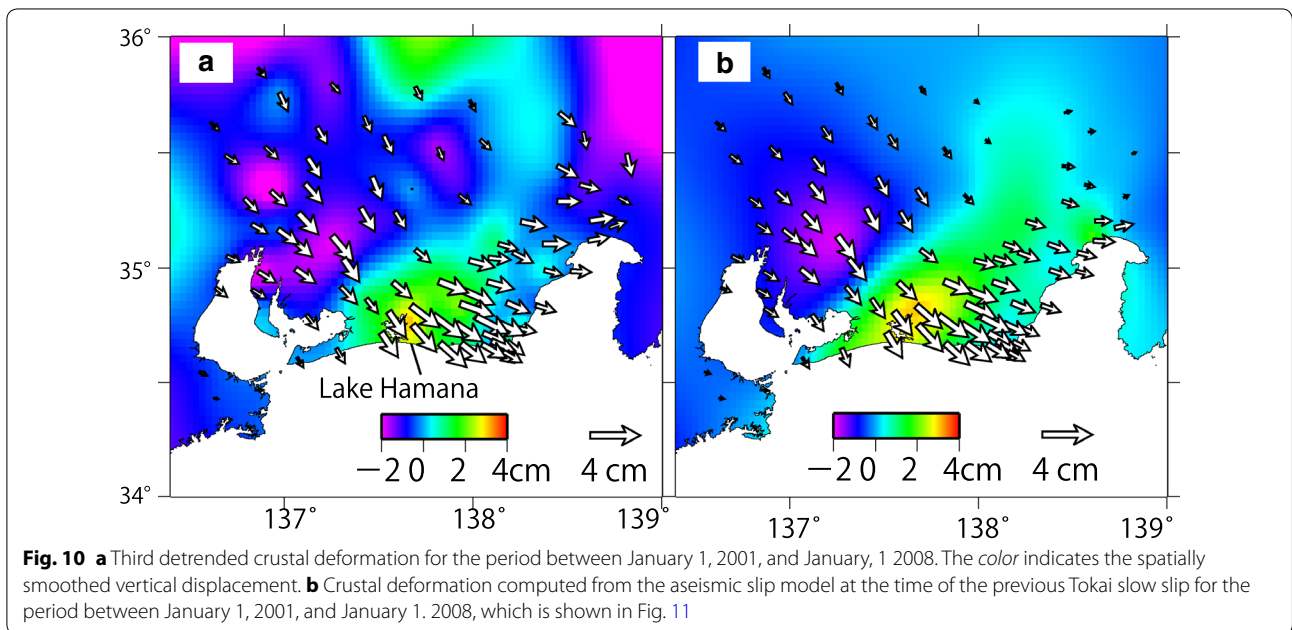 36°
a
b
35°
Lake Hamana
−2 0 2 4cm
4 cm
−2 0 2 4cm
4 cm
34°
137° 138° 139°
137° 138° 139°
Fig. 10 a Third detrended crustal deformation for the period between January 1, 2001, and January, 1 2008. The color indicates the spatially
smoothed vertical displacement. b Crustal deformation computed from the aseismic slip model at the time of the previous Tokai slow slip for the
period between January 1, 2001, and January 1. 2008, which is shown in Fig. 11